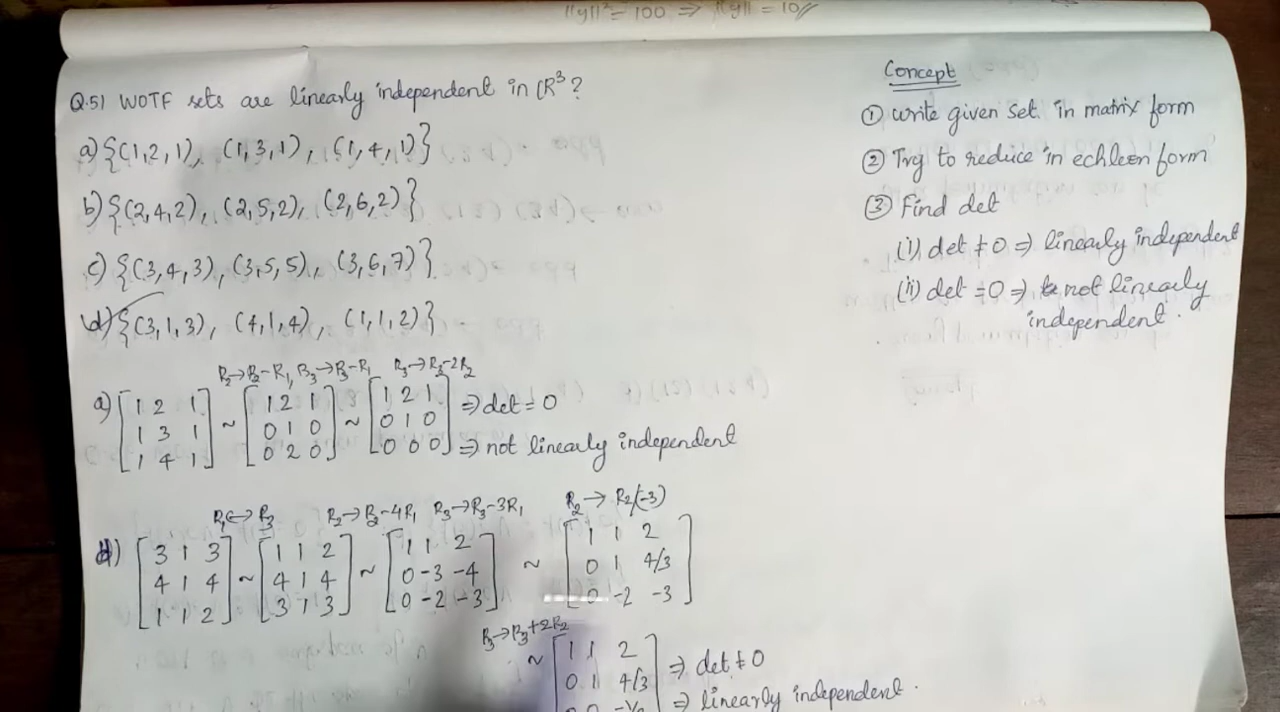 ||y||² = 100 ⇒ ||y|| = 10//
Q.51 WOTF sets are linearly independent in ℝ³?
a) {(1,2,1), (1,3,1), (1,4,1)}
b) {(2,4,2), (2,5,2), (2,6,2)}
c) {(3,4,3), (3,5,5), (3,6,7)}
d) {(3,1,3), (4,1,4), (1,1,2)}
Concept
① Write given set in matrix form
② Try to reduce in echleon form
③ Find det
(i) det ≠ 0 ⇒ linearly independent
(ii) det = 0 ⇒ not linearly
independent.
R₂→R₂-R₁, R₃→R₃-R₁ R₃→R₃-2R₂
a) [1 2 1] [1 2 1] [1 2 1] ⇒ det = 0
[1 3 1] ~ [0 1 0] ~ [0 1 0]
[1 4 1] [0 2 0] [0 0 0] ⇒ not linearly independent
R₁↔R₃ R₂→R₂-4R₁ R₃→R₃-3R₁ R₂→R₂/(-3)
d) [3 1 3] [1 1 2] [1 1 2] [1 1 2]
[4 1 4] ~ [4 1 4] ~ [0 -3 -4] ~ [0 1 4/3]
[1 1 2] [3 1 3] [0 -2 -3] [0 -2 -3]
R₃→R₃+2R₂
~ [1 1 2]
[0 1 4/3] ⇒ det ≠ 0
[0 0 -1/3] ⇒ linearly independent.